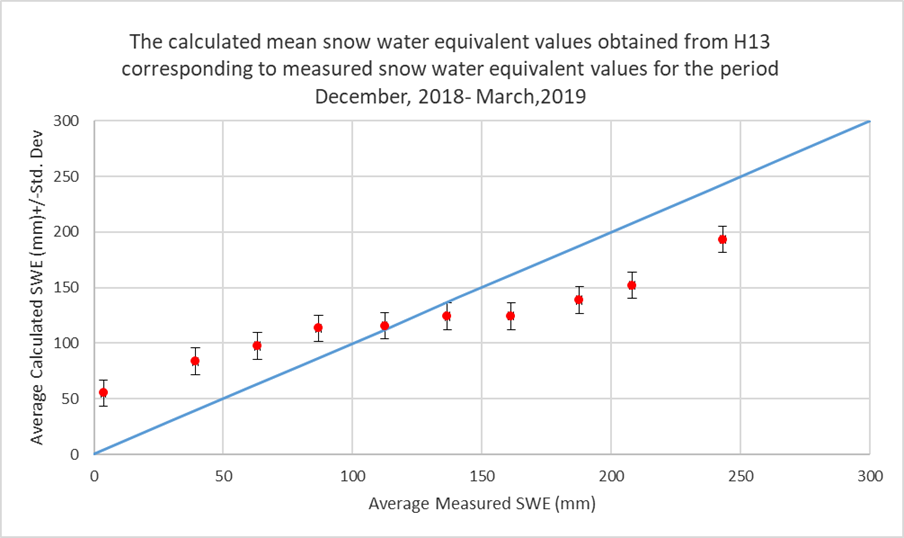 The calculated mean snow water equivalent values obtained from H13
corresponding to measured snow water equivalent values for the period
December, 2018- March,2019
Average Calculated SWE (mm)+/-Std. Dev
300
250
200
150
100
50
0
0 50 100 150 200 250 300
Average Measured SWE (mm)